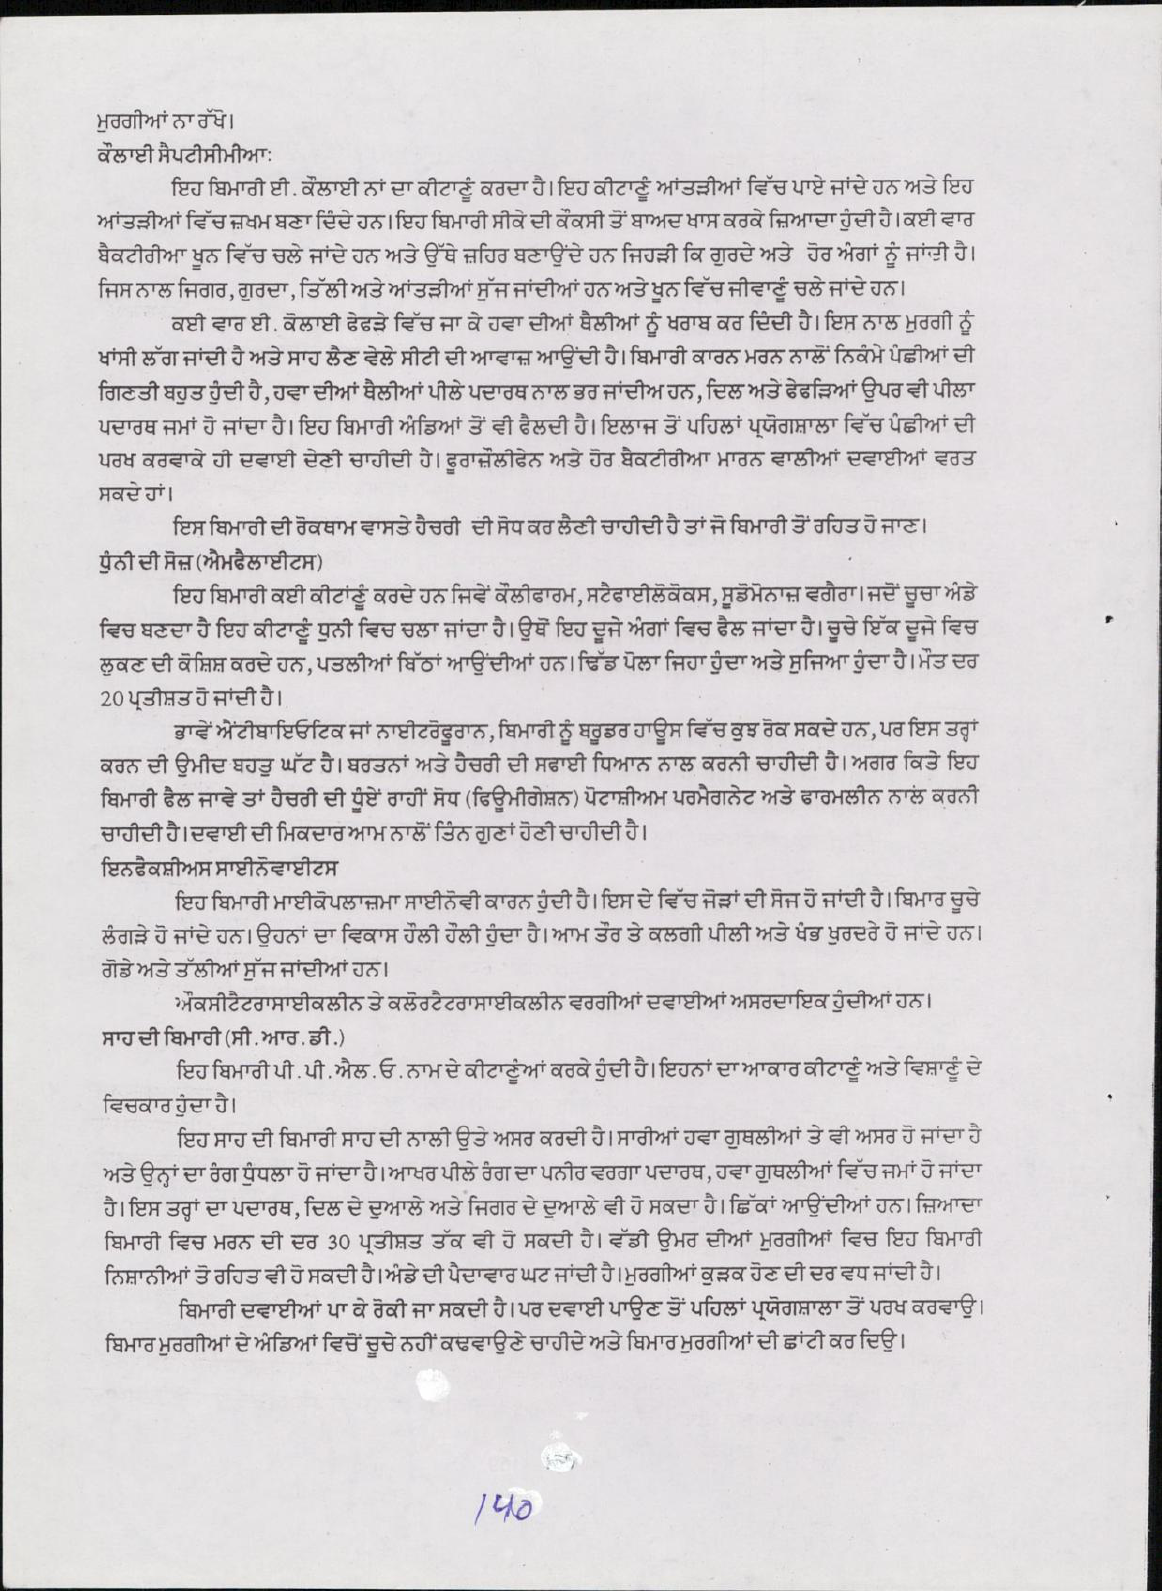 ਮੁਰਗੀਆਂ ਨਾ ਰੱਖੋ।
ਕੌਲਾਈ ਸੈਪਟੀਸੀਮੀਆਃ
ਇਹ ਬਿਮਾਰੀ ਈ. ਕੌਲਾਈ ਨਾਂ ਦਾ ਕੀਟਾਣੂੰ ਕਰਦਾ ਹੈ। ਇਹ ਕੀਟਾਣੂੰ ਆਂਤੜੀਆਂ ਵਿੱਚ ਪਾਏ ਜਾਂਦੇ ਹਨ ਅਤੇ ਇਹ
ਆਂਤੜੀਆਂ ਵਿੱਚ ਜ਼ਖਮ ਬਣਾ ਦਿੰਦੇ ਹਨ। ਇਹ ਬਿਮਾਰੀ ਸੀਕੇ ਦੀ ਕੌਕਸੀ ਤੋਂ ਬਾਅਦ ਖਾਸ ਕਰਕੇ ਜ਼ਿਆਦਾ ਹੁੰਦੀ ਹੈ। ਕਈ ਵਾਰ
ਬੈਕਟੀਰੀਆ ਖੂਨ ਵਿੱਚ ਚਲੇ ਜਾਂਦੇ ਹਨ ਅਤੇ ਉੱਥੇ ਜ਼ਹਿਰ ਬਣਾਉਂਦੇ ਹਨ ਜਿਹੜੀ ਕਿ ਗੁਰਦੇ ਅਤੇ ਹੋਰ ਅੰਗਾਂ ਨੂੰ ਜਾਂਦੀ ਹੈ।
ਜਿਸ ਨਾਲ ਜਿਗਰ, ਗੁਰਦਾ, ਤਿੱਲੀ ਅਤੇ ਆਂਤੜੀਆਂ ਸੁੱਜ ਜਾਂਦੀਆਂ ਹਨ ਅਤੇ ਖੂਨ ਵਿੱਚ ਜੀਵਾਣੂੰ ਚਲੇ ਜਾਂਦੇ ਹਨ।
ਕਈ ਵਾਰ ਈ. ਕੋਲਾਈ ਫੇਫੜੇ ਵਿੱਚ ਜਾ ਕੇ ਹਵਾ ਦੀਆਂ ਥੈਲੀਆਂ ਨੂੰ ਖਰਾਬ ਕਰ ਦਿੰਦੀ ਹੈ। ਇਸ ਨਾਲ ਮੁਰਗੀ ਨੂੰ
ਖਾਂਸੀ ਲੱਗ ਜਾਂਦੀ ਹੈ ਅਤੇ ਸਾਹ ਲੈਣ ਵੇਲੇ ਸੀਟੀ ਦੀ ਆਵਾਜ਼ ਆਉਂਦੀ ਹੈ। ਬਿਮਾਰੀ ਕਾਰਨ ਮਰਨ ਨਾਲੋਂ ਨਿਕੰਮੇ ਪੰਛੀਆਂ ਦੀ
ਗਿਣਤੀ ਬਹੁਤ ਹੁੰਦੀ ਹੈ, ਹਵਾ ਦੀਆਂ ਥੈਲੀਆਂ ਪੀਲੇ ਪਦਾਰਥ ਨਾਲ ਭਰ ਜਾਂਦੀਅ ਹਨ, ਦਿਲ ਅਤੇ ਫੇਫੜਿਆਂ ਉਪਰ ਵੀ ਪੀਲਾ
ਪਦਾਰਥ ਜਮਾਂ ਹੋ ਜਾਂਦਾ ਹੈ। ਇਹ ਬਿਮਾਰੀ ਅੰਡਿਆਂ ਤੋਂ ਵੀ ਫੈਲਦੀ ਹੈ। ਇਲਾਜ ਤੋਂ ਪਹਿਲਾਂ ਪ੍ਰਯੋਗਸ਼ਾਲਾ ਵਿੱਚ ਪੰਛੀਆਂ ਦੀ
ਪਰਖ ਕਰਵਾਕੇ ਹੀ ਦਵਾਈ ਦੇਣੀ ਚਾਹੀਦੀ ਹੈ। ਫੂਰਾਜ਼ੌਲੀਫੇਨ ਅਤੇ ਹੋਰ ਬੈਕਟੀਰੀਆ ਮਾਰਨ ਵਾਲੀਆਂ ਦਵਾਈਆਂ ਵਰਤ
ਸਕਦੇ ਹਾਂ।
ਇਸ ਬਿਮਾਰੀ ਦੀ ਰੋਕਥਾਮ ਵਾਸਤੇ ਹੈਚਰੀ ਦੀ ਸੋਧ ਕਰ ਲੈਣੀ ਚਾਹੀਦੀ ਹੈ ਤਾਂ ਜੋ ਬਿਮਾਰੀ ਤੋਂ ਰਹਿਤ ਹੋ ਜਾਣ।
ਧੁੰਨੀ ਦੀ ਸੋਜ਼ (ਐਮਫੈਲਾਈਟਸ)
ਇਹ ਬਿਮਾਰੀ ਕਈ ਕੀਟਾਂਣੂੰ ਕਰਦੇ ਹਨ ਜਿਵੇਂ ਕੌਲੀਫਾਰਮ, ਸਟੈਫਾਈਲੋਕੋਕਸ, ਸੂਡੋਮੋਨਾਜ਼ ਵਗੈਰਾ। ਜਦੋਂ ਚੂਚਾ ਅੰਡੇ
ਵਿਚ ਬਣਦਾ ਹੈ ਇਹ ਕੀਟਾਣੂੰ ਧੁਨੀ ਵਿਚ ਚਲਾ ਜਾਂਦਾ ਹੈ। ਉਥੋਂ ਇਹ ਦੂਜੇ ਅੰਗਾਂ ਵਿਚ ਫੈਲ ਜਾਂਦਾ ਹੈ। ਚੂਚੇ ਇੱਕ ਦੂਜੇ ਵਿਚ
ਲੁਕਣ ਦੀ ਕੋਸ਼ਿਸ਼ ਕਰਦੇ ਹਨ, ਪਤਲੀਆਂ ਬਿੱਠਾਂ ਆਉਂਦੀਆਂ ਹਨ। ਢਿੱਡ ਪੋਲਾ ਜਿਹਾ ਹੁੰਦਾ ਅਤੇ ਸੁਜਿਆ ਹੁੰਦਾ ਹੈ। ਮੌਤ ਦਰ
20 ਪ੍ਰਤੀਸ਼ਤ ਹੋ ਜਾਂਦੀ ਹੈ।
ਭਾਵੇਂ ਐਂਟੀਬਾਇਓਟਿਕ ਜਾਂ ਨਾਈਟਰੋਫੂਰਾਨ, ਬਿਮਾਰੀ ਨੂੰ ਬਰੂਡਰ ਹਾਊਸ ਵਿੱਚ ਕੁਝ ਰੋਕ ਸਕਦੇ ਹਨ, ਪਰ ਇਸ ਤਰ੍ਹਾਂ
ਕਰਨ ਦੀ ਉਮੀਦ ਬਹਤੁ ਘੱਟ ਹੈ। ਬਰਤਨਾਂ ਅਤੇ ਹੈਚਰੀ ਦੀ ਸਫਾਈ ਧਿਆਨ ਨਾਲ ਕਰਨੀ ਚਾਹੀਦੀ ਹੈ। ਅਗਰ ਕਿਤੇ ਇਹ
ਬਿਮਾਰੀ ਫੈਲ ਜਾਵੇ ਤਾਂ ਹੈਚਰੀ ਦੀ ਧੂੰਏਂ ਰਾਹੀਂ ਸੋਧ (ਫਿਊਮੀਗੇਸ਼ਨ) ਪੋਟਾਸ਼ੀਅਮ ਪਰਮੈਗਨੇਟ ਅਤੇ ਫਾਰਮਲੀਨ ਨਾਲ ਕਰਨੀ
ਚਾਹੀਦੀ ਹੈ। ਦਵਾਈ ਦੀ ਮਿਕਦਾਰ ਆਮ ਨਾਲੋਂ ਤਿੰਨ ਗੁਣਾਂ ਹੋਣੀ ਚਾਹੀਦੀ ਹੈ।
ਇਨਫੈਕਸ਼ੀਅਸ ਸਾਈਨੋਵਾਈਟਸ
ਇਹ ਬਿਮਾਰੀ ਮਾਈਕੋਪਲਾਜ਼ਮਾ ਸਾਈਨੋਵੀ ਕਾਰਨ ਹੁੰਦੀ ਹੈ। ਇਸ ਦੇ ਵਿੱਚ ਜੋੜਾਂ ਦੀ ਸੋਜ ਹੋ ਜਾਂਦੀ ਹੈ। ਬਿਮਾਰ ਚੂਚੇ
ਲੰਗੜੇ ਹੋ ਜਾਂਦੇ ਹਨ। ਉਹਨਾਂ ਦਾ ਵਿਕਾਸ ਹੌਲੀ ਹੌਲੀ ਹੁੰਦਾ ਹੈ। ਆਮ ਤੌਰ ਤੇ ਕਲਗੀ ਪੀਲੀ ਅਤੇ ਖੰਭ ਖੁਰਦਰੇ ਹੋ ਜਾਂਦੇ ਹਨ।
ਗੋਡੇ ਅਤੇ ਤੱਲੀਆਂ ਸੁੱਜ ਜਾਂਦੀਆਂ ਹਨ।
ਔਕਸੀਟੈਟਰਾਸਾਈਕਲੀਨ ਤੇ ਕਲੋਰਟੈਟਰਾਸਾਈਕਲੀਨ ਵਰਗੀਆਂ ਦਵਾਈਆਂ ਅਸਰਦਾਇਕ ਹੁੰਦੀਆਂ ਹਨ।
ਸਾਹ ਦੀ ਬਿਮਾਰੀ (ਸੀ.ਆਰ.ਡੀ.)
ਇਹ ਬਿਮਾਰੀ ਪੀ.ਪੀ.ਐਲ.ਓ. ਨਾਮ ਦੇ ਕੀਟਾਣੂੰਆਂ ਕਰਕੇ ਹੁੰਦੀ ਹੈ। ਇਹਨਾਂ ਦਾ ਆਕਾਰ ਕੀਟਾਣੂੰ ਅਤੇ ਵਿਸ਼ਾਣੂੰ ਦੇ
ਵਿਚਕਾਰ ਹੁੰਦਾ ਹੈ।
ਇਹ ਸਾਹ ਦੀ ਬਿਮਾਰੀ ਸਾਹ ਦੀ ਨਾਲੀ ਉਤੇ ਅਸਰ ਕਰਦੀ ਹੈ। ਸਾਰੀਆਂ ਹਵਾ ਗੁਥਲੀਆਂ ਤੇ ਵੀ ਅਸਰ ਹੋ ਜਾਂਦਾ ਹੈ
ਅਤੇ ਉਨ੍ਹਾਂ ਦਾ ਰੰਗ ਧੁੰਧਲਾ ਹੋ ਜਾਂਦਾ ਹੈ। ਆਖਰ ਪੀਲੇ ਰੰਗ ਦਾ ਪਨੀਰ ਵਰਗਾ ਪਦਾਰਥ, ਹਵਾ ਗੁਥਲੀਆਂ ਵਿੱਚ ਜਮਾਂ ਹੋ ਜਾਂਦਾ
ਹੈ। ਇਸ ਤਰ੍ਹਾਂ ਦਾ ਪਦਾਰਥ, ਦਿਲ ਦੇ ਦੁਆਲੇ ਅਤੇ ਜਿਗਰ ਦੇ ਦੁਆਲੇ ਵੀ ਹੋ ਸਕਦਾ ਹੈ। ਛਿੱਕਾਂ ਆਉਂਦੀਆਂ ਹਨ। ਜ਼ਿਆਦਾ
ਬਿਮਾਰੀ ਵਿਚ ਮਰਨ ਦੀ ਦਰ 30 ਪ੍ਰਤੀਸ਼ਤ ਤੱਕ ਵੀ ਹੋ ਸਕਦੀ ਹੈ। ਵੱਡੀ ਉਮਰ ਦੀਆਂ ਮੁਰਗੀਆਂ ਵਿਚ ਇਹ ਬਿਮਾਰੀ
ਨਿਸ਼ਾਨੀਆਂ ਤੋ ਰਹਿਤ ਵੀ ਹੋ ਸਕਦੀ ਹੈ। ਅੰਡੇ ਦੀ ਪੈਦਾਵਾਰ ਘਟ ਜਾਂਦੀ ਹੈ। ਮੁਰਗੀਆਂ ਕੁੜਕ ਹੋਣ ਦੀ ਦਰ ਵਧ ਜਾਂਦੀ ਹੈ।
ਬਿਮਾਰੀ ਦਵਾਈਆਂ ਪਾ ਕੇ ਰੋਕੀ ਜਾ ਸਕਦੀ ਹੈ। ਪਰ ਦਵਾਈ ਪਾਉਣ ਤੋਂ ਪਹਿਲਾਂ ਪ੍ਰਯੋਗਸ਼ਾਲਾ ਤੋਂ ਪਰਖ ਕਰਵਾਉ।
ਬਿਮਾਰ ਮੁਰਗੀਆਂ ਦੇ ਅੰਡਿਆਂ ਵਿਚੋਂ ਚੂਚੇ ਨਹੀਂ ਕਢਵਾਉਣੇ ਚਾਹੀਦੇ ਅਤੇ ਬਿਮਾਰ ਮੁਰਗੀਆਂ ਦੀ ਛਾਂਟੀ ਕਰ ਦਿਉ।
140